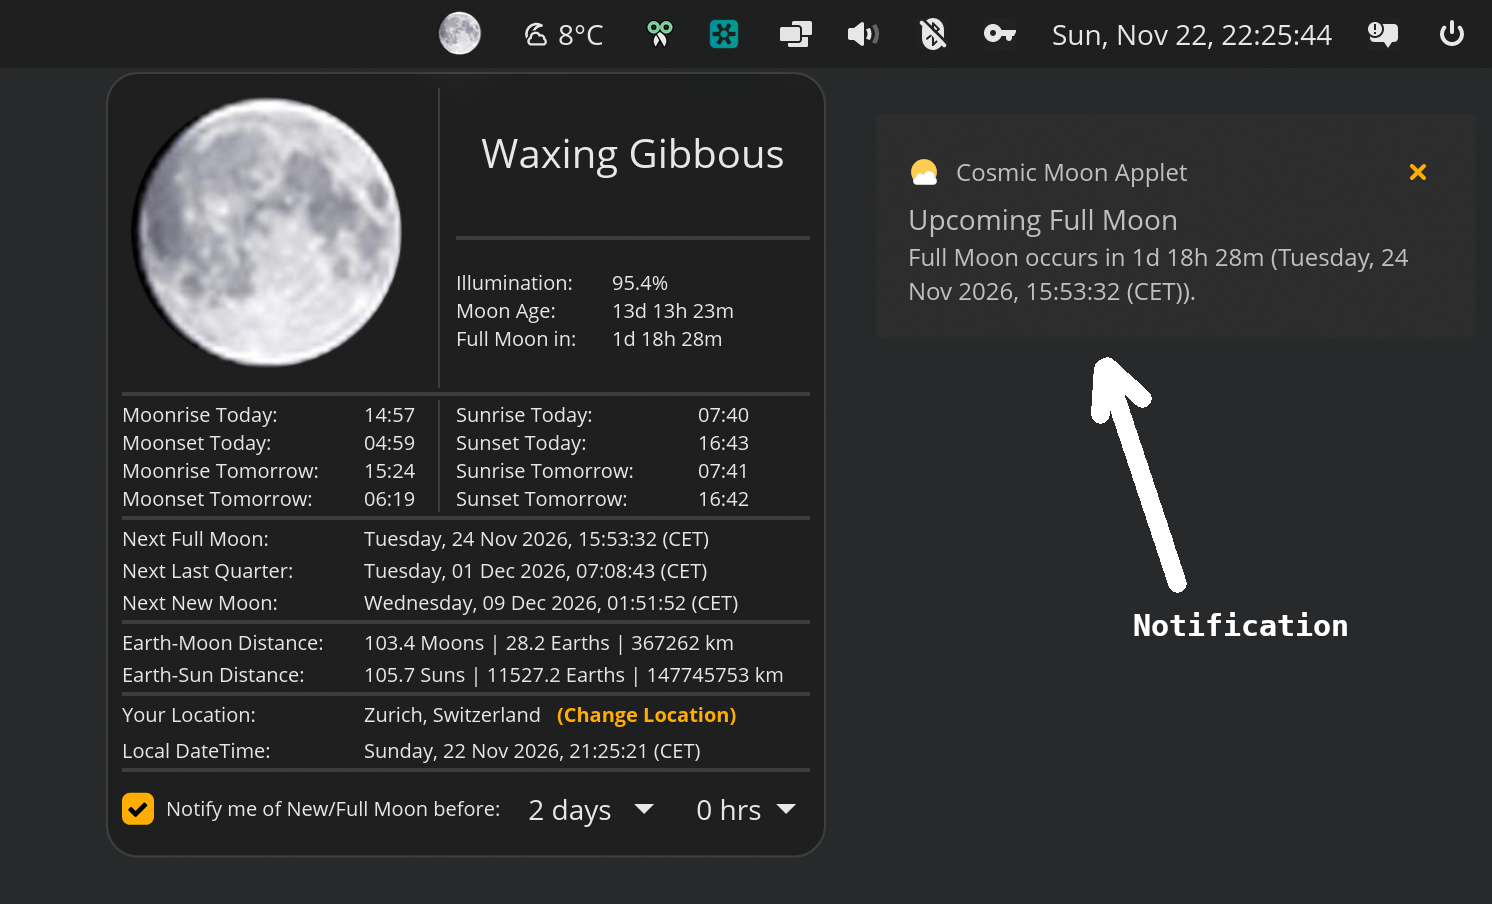 8°C
Sun, Nov 22, 22:25:44
Waxing Gibbous
Illumination: 95.4%
Moon Age: 13d 13h 23m
Full Moon in: 1d 18h 28m
Moonrise Today: 14:57
Moonset Today: 04:59
Moonrise Tomorrow: 15:24
Moonset Tomorrow: 06:19
Sunrise Today: 07:40
Sunset Today: 16:43
Sunrise Tomorrow: 07:41
Sunset Tomorrow: 16:42
Next Full Moon: Tuesday, 24 Nov 2026, 15:53:32 (CET)
Next Last Quarter: Tuesday, 01 Dec 2026, 07:08:43 (CET)
Next New Moon: Wednesday, 09 Dec 2026, 01:51:52 (CET)
Earth-Moon Distance: 103.4 Moons | 28.2 Earths | 367262 km
Earth-Sun Distance: 105.7 Suns | 11527.2 Earths | 147745753 km
Your Location: Zurich, Switzerland (Change Location)
Local DateTime: Sunday, 22 Nov 2026, 21:25:21 (CET)
Notify me of New/Full Moon before: 2 days 0 hrs
Cosmic Moon Applet
Upcoming Full Moon
Full Moon occurs in 1d 18h 28m (Tuesday, 24
Nov 2026, 15:53:32 (CET)).
Notification